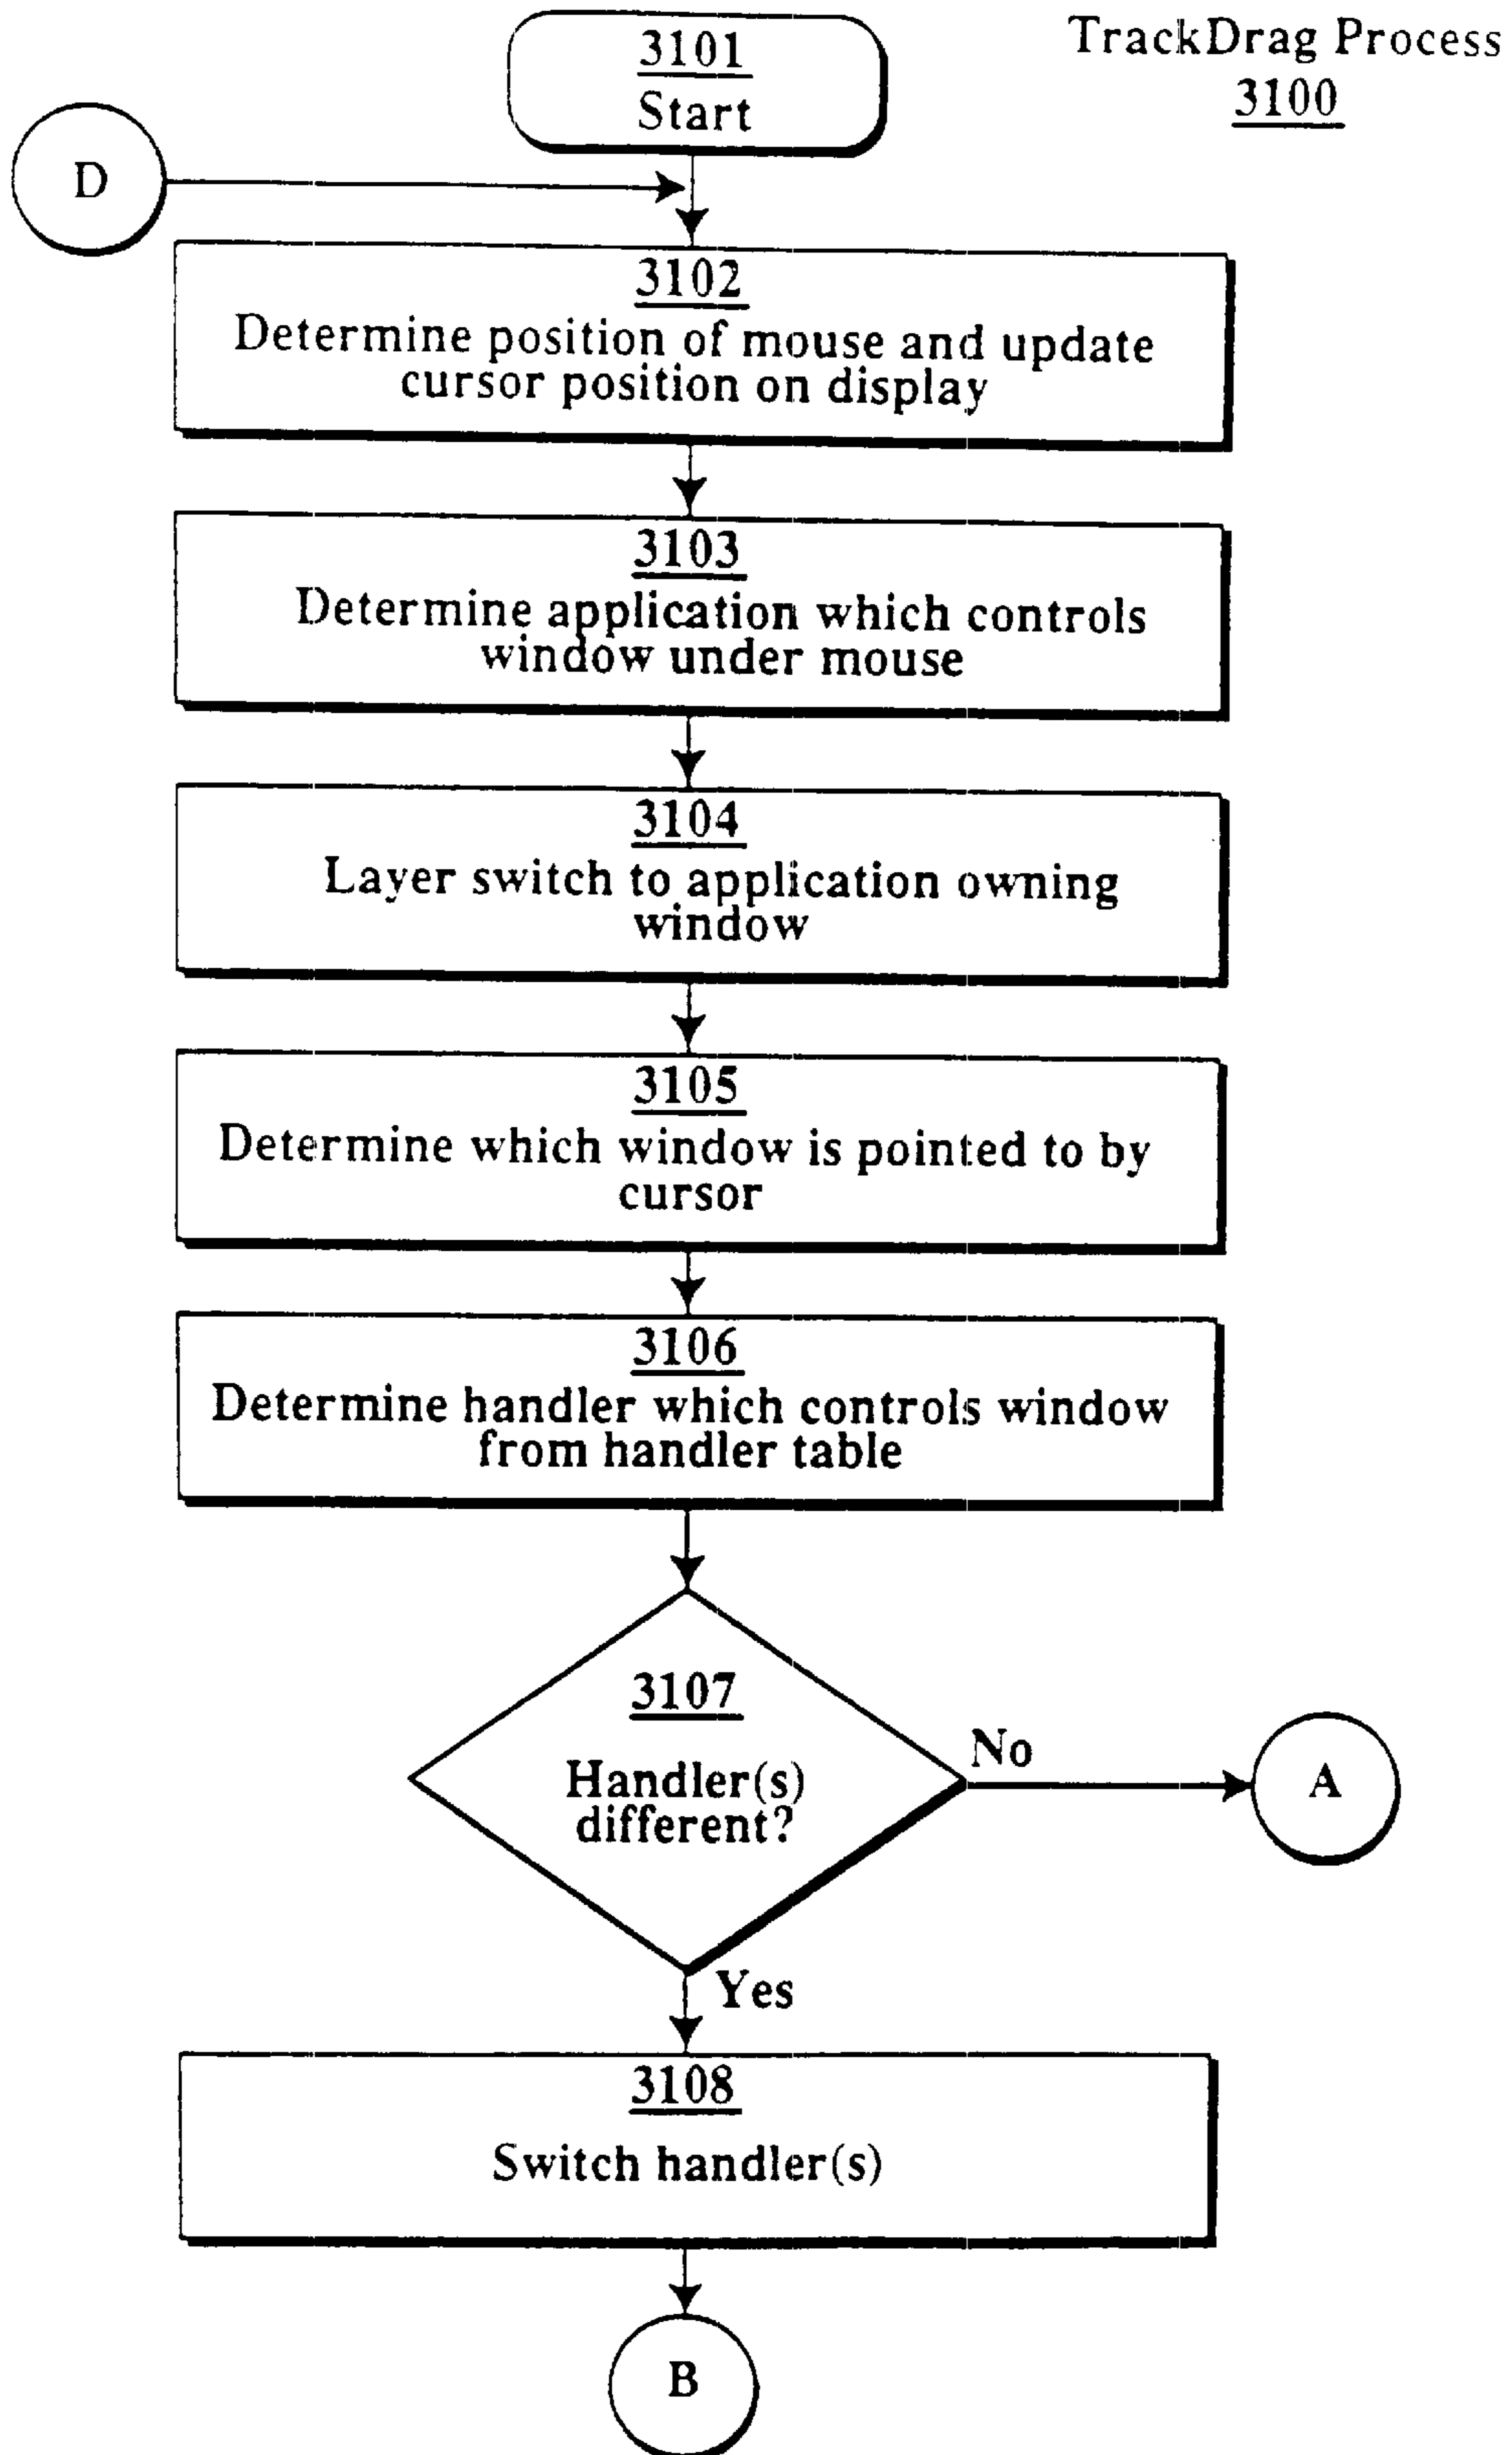 TrackDrag Process
3100
3101
Start
D
3102
Determine position of mouse and update
cursor position on display
3103
Determine application which controls
window under mouse
3104
Layer switch to application owning
window
3105
Determine which window is pointed to by
cursor
3106
Determine handler which controls window
from handler table
3107
Handler(s)
different?
No
A
Yes
3108
Switch handler(s)
B